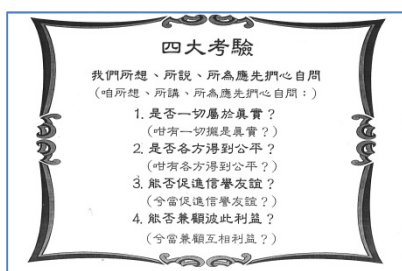 四大考驗
我們所想、所說、所為應先捫心自問
(咱所想、所講、所為應先捫心自問：)
1. 是否一切屬於眞實？
(咁有一切攏是眞實？)
2. 是否各方得到公平？
(咁有各方得到公平？)
3. 能否促進信譽友誼？
(兮當促進信譽友誼？)
4. 能否兼顧彼此利益？
(兮當兼顧互相利益？)